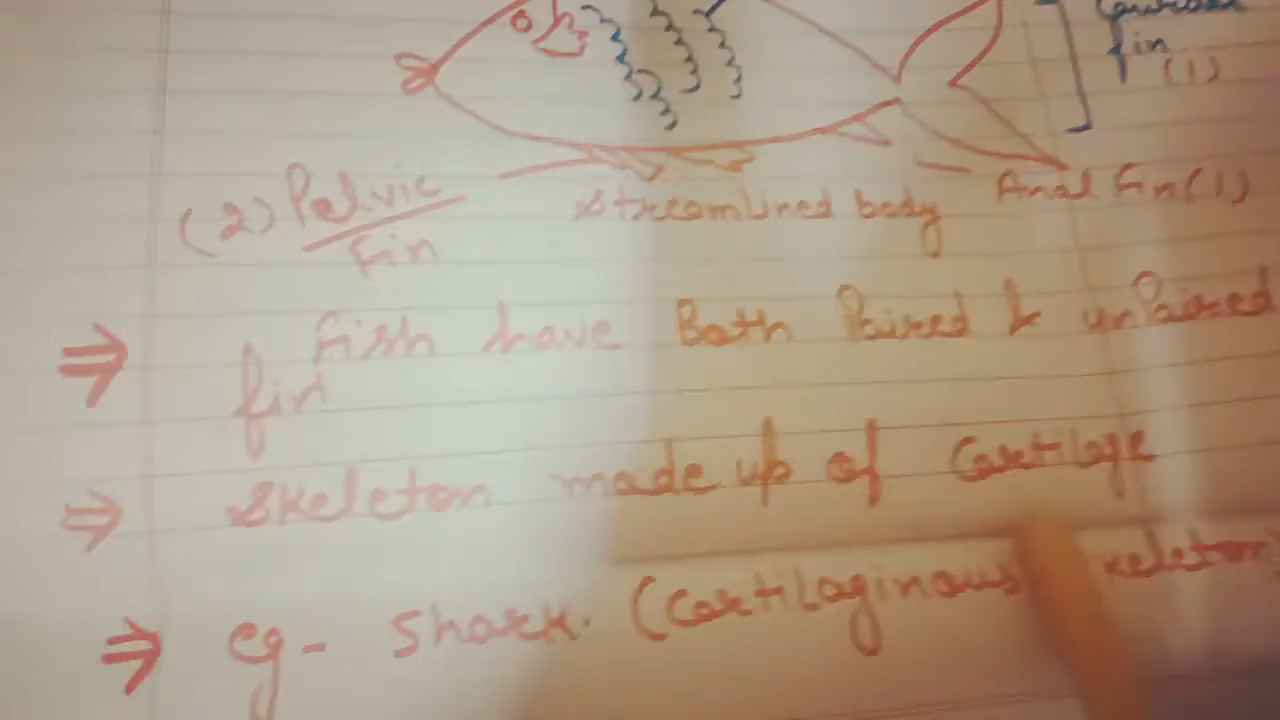 fin
(1)
(2) Pelvic
Fin
Streamlined body
Anal Fin (1)
Fish have Both Paired & unPaired
fin
Skeleton made up of Cartilage
eg - Shark. (Cartilaginous keleton